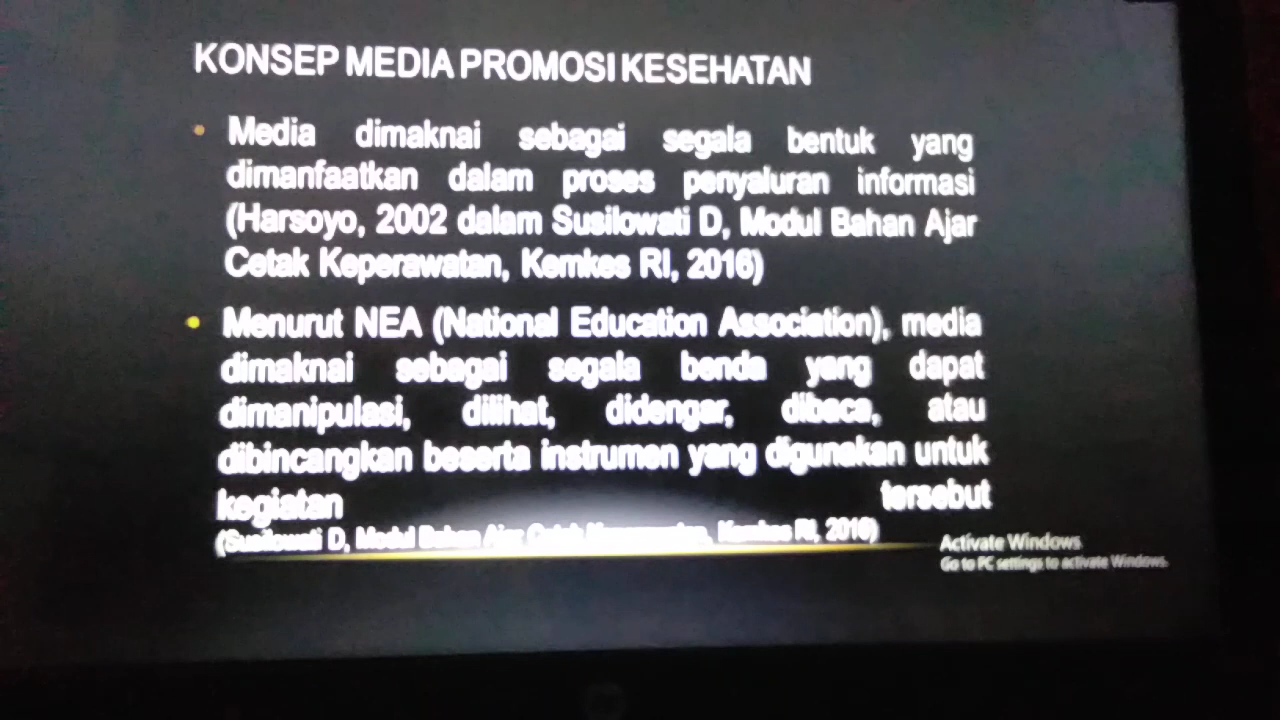 KONSEP MEDIA PROMOSI KESEHATAN
• Media dimaknai sebagai segala bentuk yang
dimanfaatkan dalam proses penyaluran informasi
(Harsoyo, 2002 dalam Susilowati D, Modul Bahan Ajar
Cetak Keperawatan, Kemkes RI, 2016)
• Menurut NEA (National Education Association), media
dimaknai sebagai segala benda yang dapat
dimanipulasi, dilihat, didengar, dibaca, atau
dibincangkan beserta instrumen yang digunakan untuk
kegiatan tersebut
(Susilowati D, Modul Bahan Ajar Cetak Keperawatan, Kemkes RI, 2016)
Activate Windows
Go to PC settings to activate Windows.